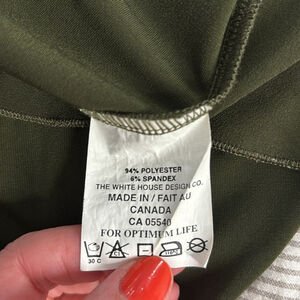 94% POLYESTER
6% SPANDEX
THE WHITE HOUSE DESIGN CO.
MADE IN / FAIT AU
CANADA
CA 05540
FOR OPTIMUM LIFE
30 C